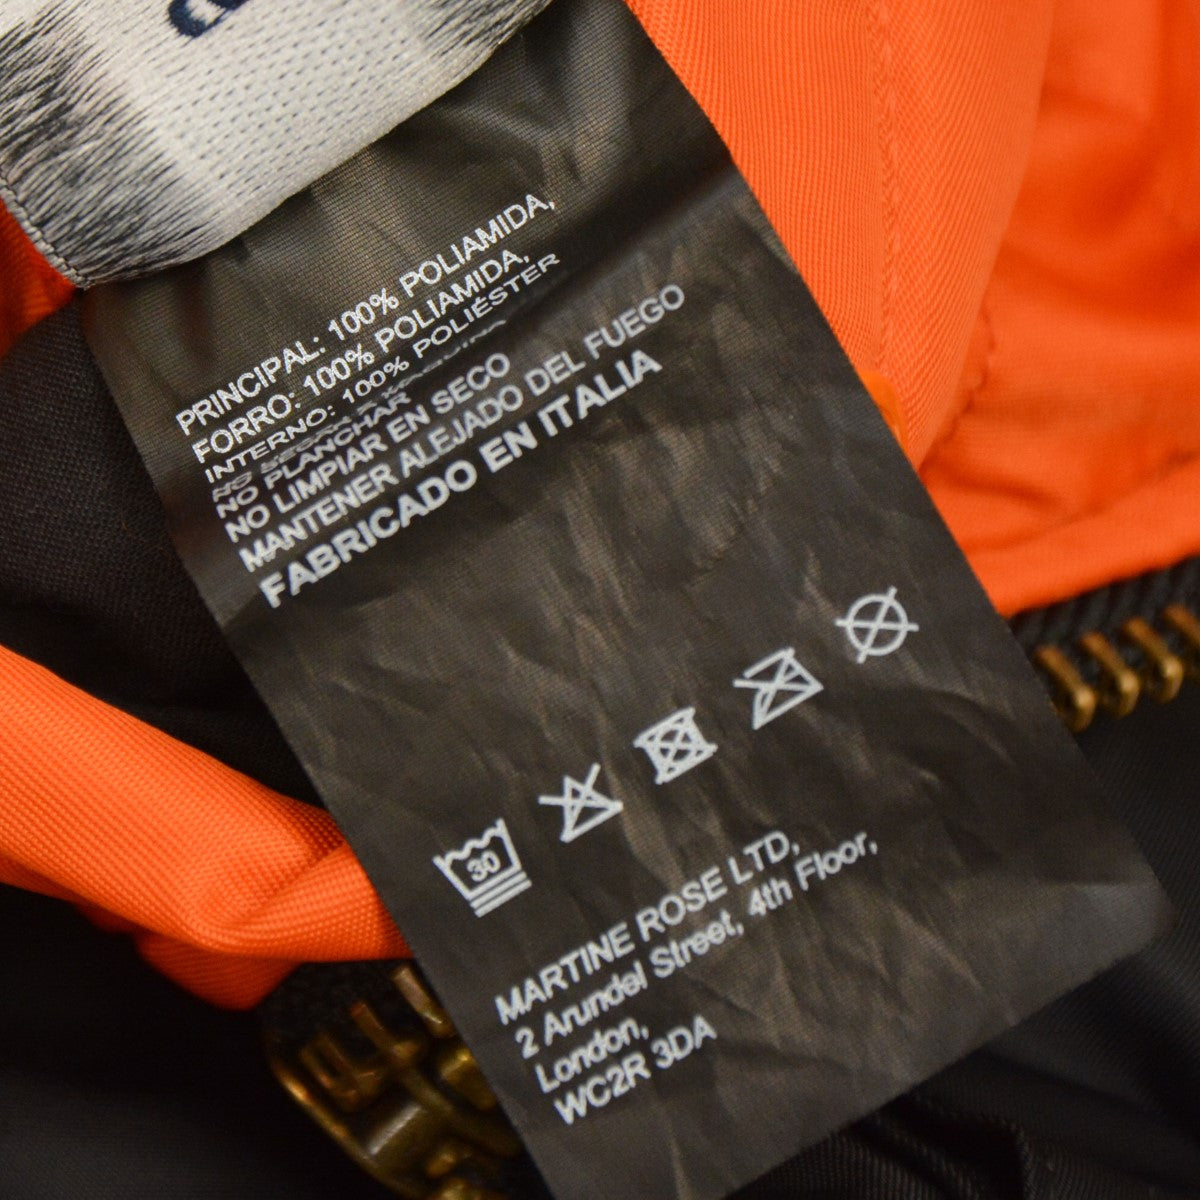 PRINCIPAL: 100% POLIAMIDA,
FORRO: 100% POLIAMIDA,
INTERNO: 100% POLIÉSTER
NO PLANCHAR
NO LIMPIAR EN SECO
MANTENER ALEJADO DEL FUEGO
FABRICADO EN ITALIA
30
MARTINE ROSE LTD,
2 Arundel Street, 4th Floor,
London,
WC2R 3DA